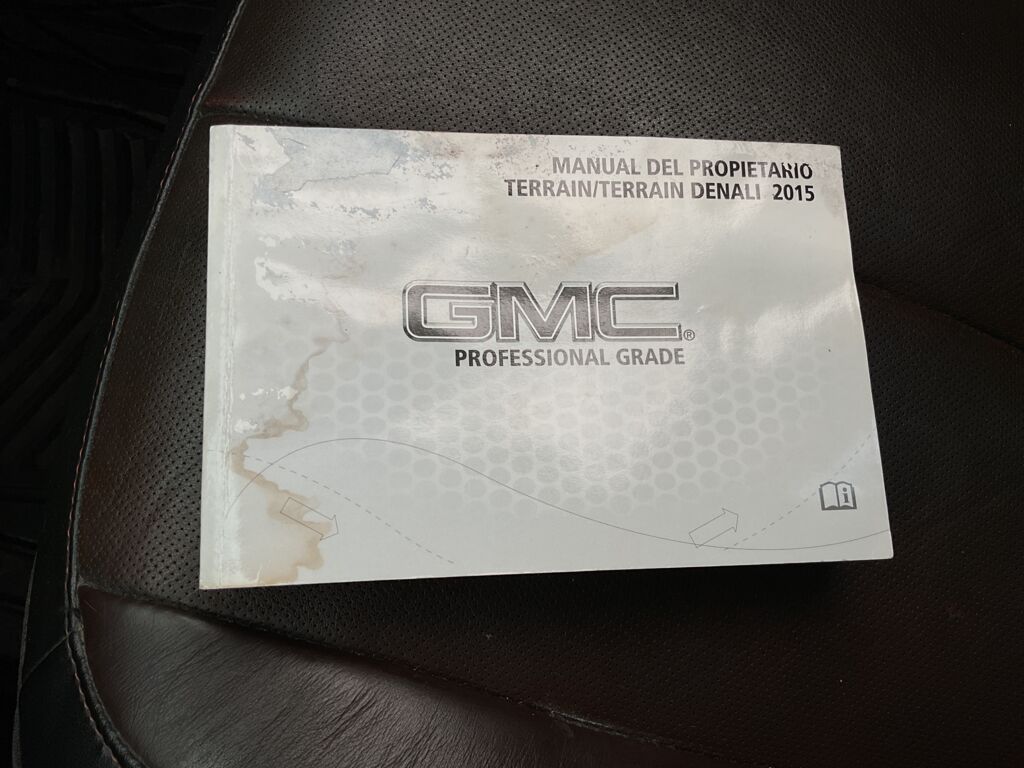 MANUAL DEL PROPIETARIO
TERRAIN/TERRAIN DENALI 2015
GMC®
PROFESSIONAL GRADE
i